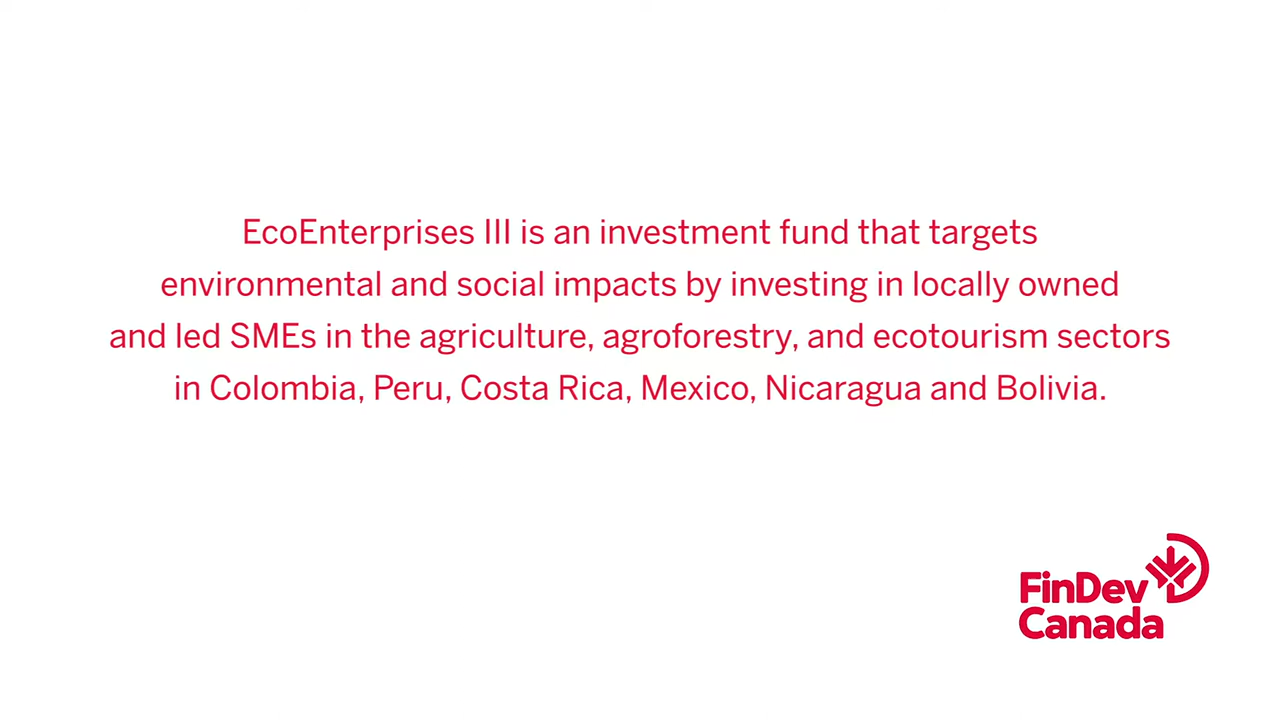 EcoEnterprises III is an investment fund that targets
environmental and social impacts by investing in locally owned
and led SMEs in the agriculture, agroforestry, and ecotourism sectors
in Colombia, Peru, Costa Rica, Mexico, Nicaragua and Bolivia.
FinDev
Canada